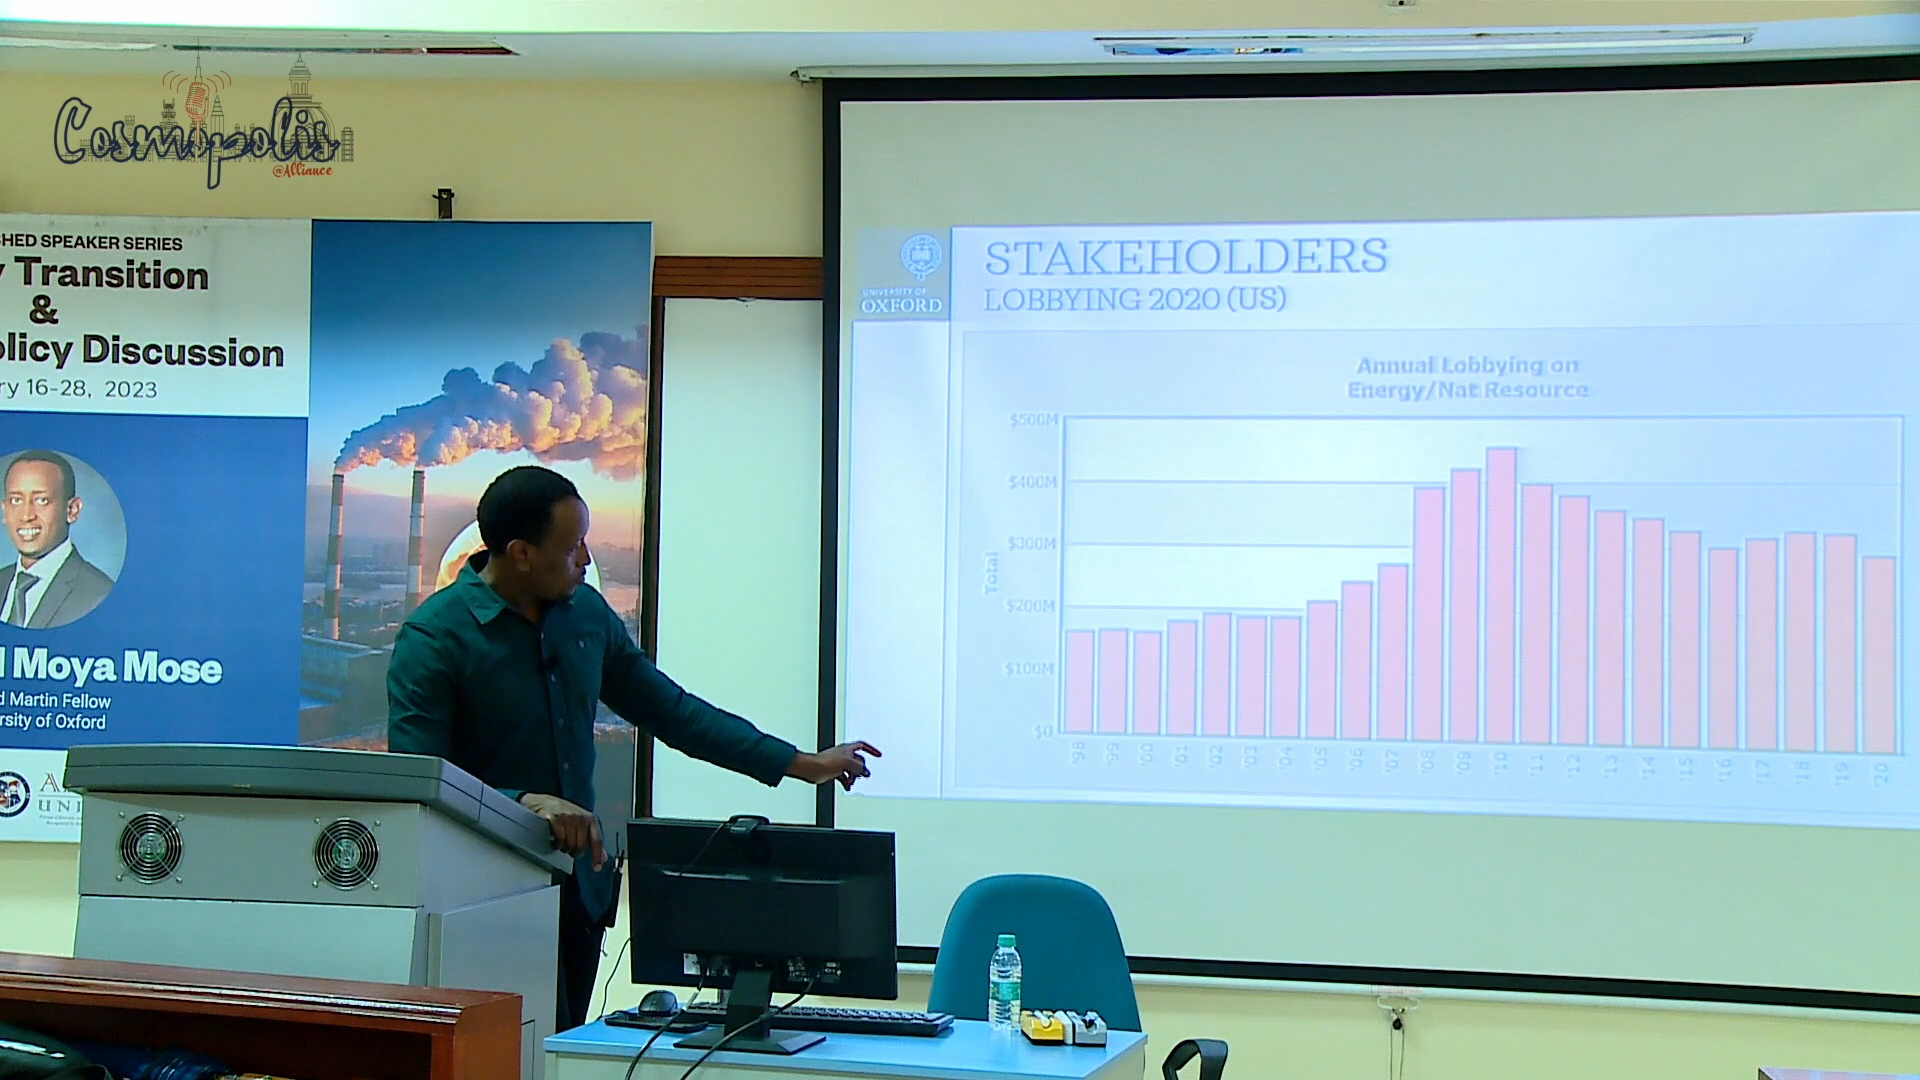 Cosmopolis
@Alliance
SHED SPEAKER SERIES
y Transition
&
olicy Discussion
ry 16-28, 2023
Moya Mose
d Martin Fellow
rsity of Oxford
UNI
UNIVERSITY OF
OXFORD
STAKEHOLDERS
LOBBYING 2020 (US)
Annual Lobbying on
Energy/Nat Resource
Total
$500M
$400M
$300M
$200M
$100M
$0
'98 '99 '00 '01 '02 '03 '04 '05 '06 '07 '08 '09 '10 '11 '12 '13 '14 '15 '16 '17 '18 '19 '20